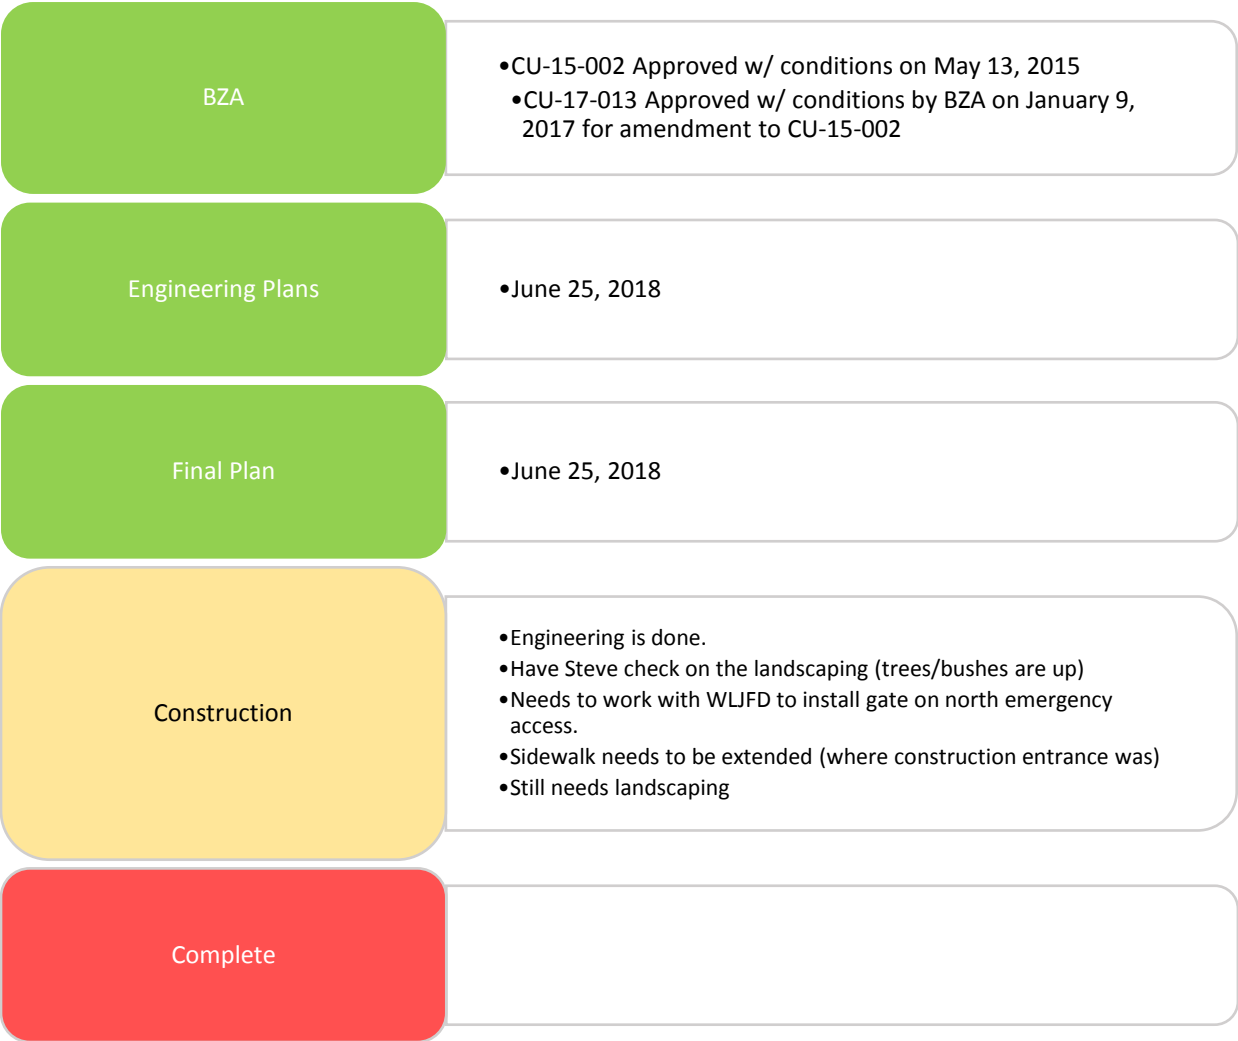 BZA
•CU-15-002 Approved w/ conditions on May 13, 2015
•CU-17-013 Approved w/ conditions by BZA on January 9,
2017 for amendment to CU-15-002
Engineering Plans
•June 25, 2018
Final Plan
•June 25, 2018
Construction
•Engineering is done.
•Have Steve check on the landscaping (trees/bushes are up)
•Needs to work with WLJFD to install gate on north emergency
access.
•Sidewalk needs to be extended (where construction entrance was)
•Still needs landscaping
Complete